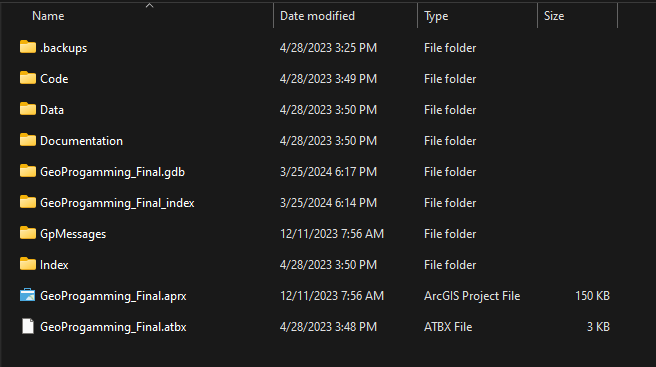 Name Date modified Type Size
.backups 4/28/2023 3:25 PM File folder
Code 4/28/2023 3:49 PM File folder
Data 4/28/2023 3:50 PM File folder
Documentation 4/28/2023 3:50 PM File folder
GeoProgamming_Final.gdb 3/25/2024 6:17 PM File folder
GeoProgamming_Final_index 3/25/2024 6:14 PM File folder
GpMessages 12/11/2023 7:56 AM File folder
Index 4/28/2023 3:50 PM File folder
GeoProgamming_Final.aprx 12/11/2023 7:56 AM ArcGIS Project File 150 KB
GeoProgamming_Final.atbx 4/28/2023 3:48 PM ATBX File 3 KB